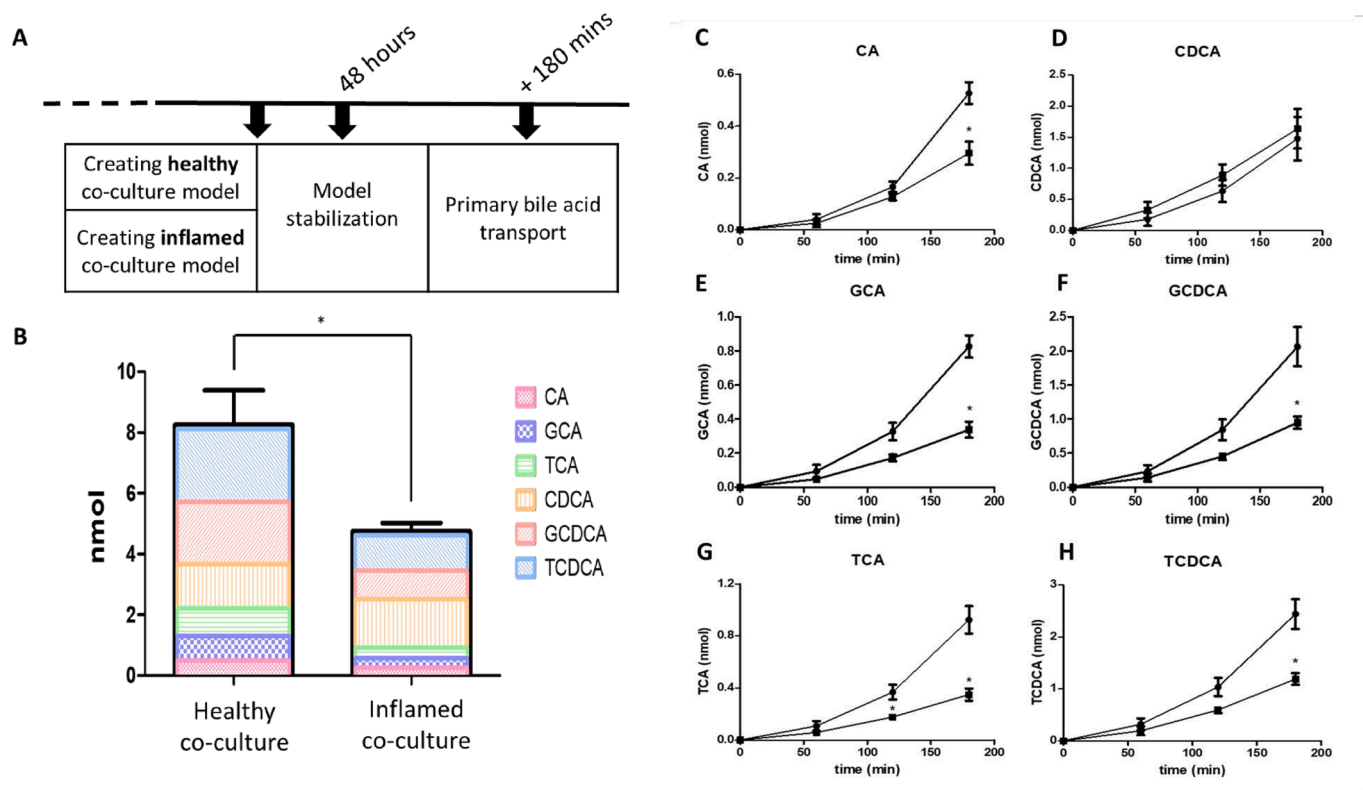 A
48 hours
+ 180 mins
Creating healthy
co-culture model
Creating inflamed
co-culture model
Model
stabilization
Primary bile acid
transport
B
*
10
8
6
4
2
0
nmol
Healthy
co-culture
Inflamed
co-culture
CA
GCA
TCA
CDCA
GCDCA
TCDCA
C
CA
0.6
0.4
0.2
0.0
CA (nmol)
*
0 50 100 150 200
time (min)
D
CDCA
2.5
2.0
1.5
1.0
0.5
0.0
CDCA (nmol)
0 50 100 150 200
time (min)
E
GCA
1.0
0.8
0.6
0.4
0.2
0.0
GCA (nmol)
*
0 50 100 150 200
time (min)
F
GCDCA
2.5
2.0
1.5
1.0
0.5
0.0
GCDCA (nmol)
*
0 50 100 150 200
time (min)
G
TCA
1.2
0.8
0.4
0.0
TCA (nmol)
*
*
0 50 100 150 200
time (min)
H
TCDCA
3
2
1
0
TCDCA (nmol)
*
0 50 100 150 200
time (min)